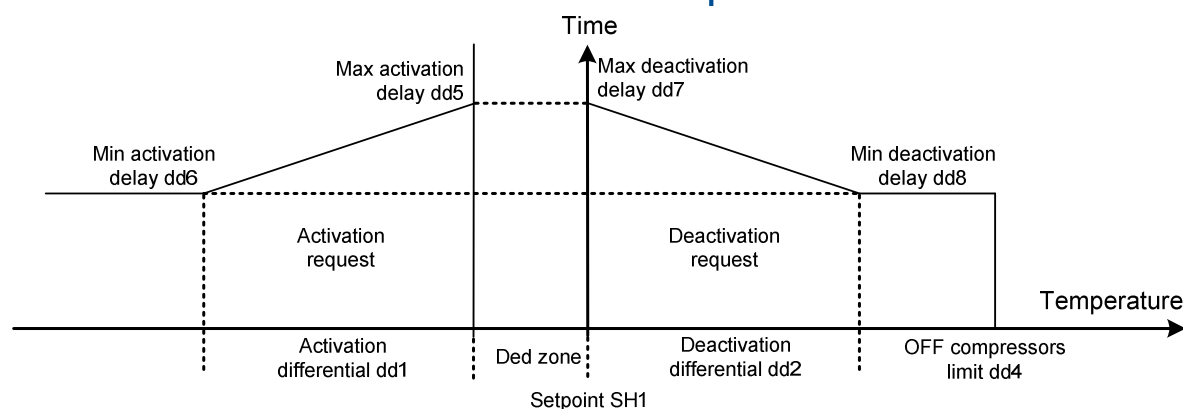 Time
Max activation
delay dd5
Max deactivation
delay dd7
Min activation
delay dd6
Min deactivation
delay dd8
Activation
request
Deactivation
request
Temperature
Activation
differential dd1
Ded zone
Deactivation
differential dd2
OFF compressors
limit dd4
Setpoint SH1